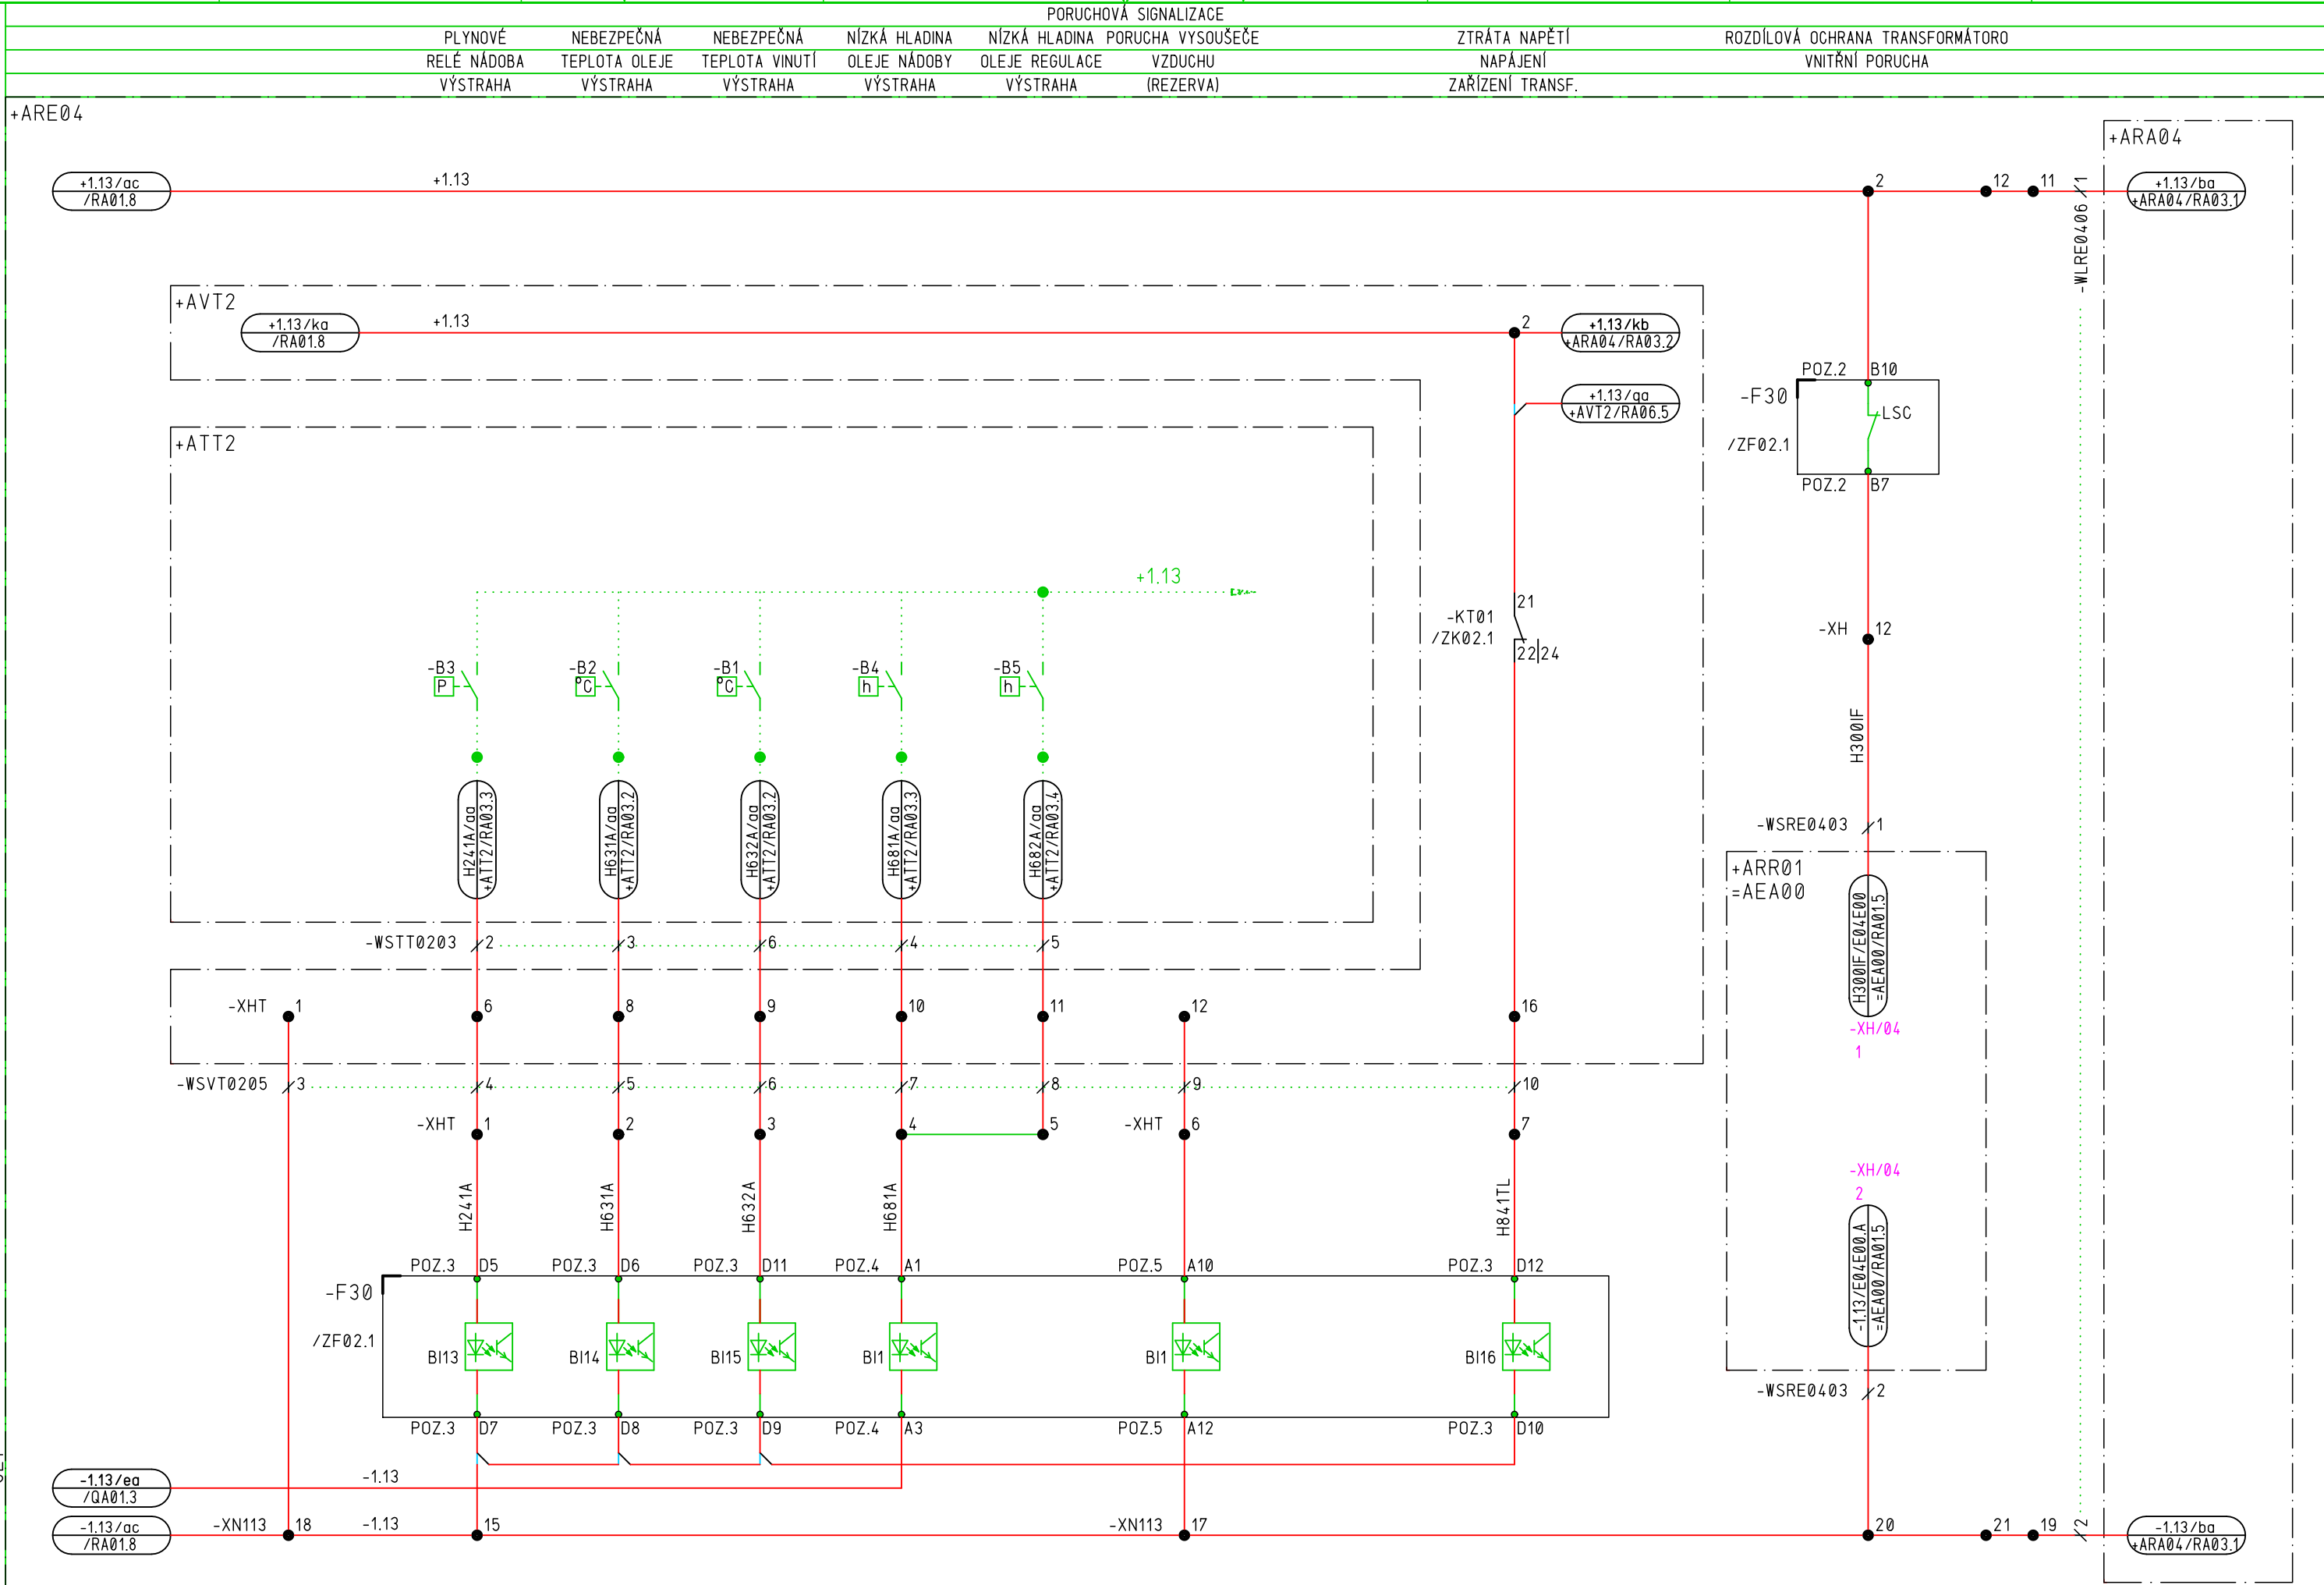 PORUCHOVÁ SIGNALIZACE
PLYNOVÉ NEBEZPEČNÁ NEBEZPEČNÁ NÍZKÁ HLADINA NÍZKÁ HLADINA PORUCHA VYSOUŠEČE ZTRÁTA NAPĚTÍ ROZDÍLOVÁ OCHRANA TRANSFORMÁTORO
RELÉ NÁDOBA TEPLOTA OLEJE TEPLOTA VINUTÍ OLEJE NÁDOBY OLEJE REGULACE VZDUCHU NAPÁJENÍ VNITŘNÍ PORUCHA
VÝSTRAHA VÝSTRAHA VÝSTRAHA VÝSTRAHA VÝSTRAHA (REZERVA) ZAŘÍZENÍ TRANSF.
+ARE04
+ARA04
+1.13/ac
/RA01.8
+1.13
2 12 11
-WLRE0406 1
+1.13/ba
+ARA04/RA03.1
+AVT2
+1.13/ka
/RA01.8
+1.13
2
+1.13/kb
+ARA04/RA03.2
+1.13/qa
+AVT2/RA06.5
POZ.2 B10
-F30
LSC
/ZF02.1
POZ.2 B7
+ATT2
+1.13
-KT01
/ZK02.1
21
22 24
-XH 12
-B3 -B2 -B1 -B4 -B5
P °C °C h h
H300IF
H241A/aa
+ATT2/RA03.3
H631A/aa
+ATT2/RA03.2
H632A/aa
+ATT2/RA03.2
H681A/aa
+ATT2/RA03.3
H682A/aa
+ATT2/RA03.4
-WSRE0403 1
+ARR01
=AEA00
H300IF/E04E00
=AEA00/RA01.5
-XH/04
1
-WSTT0203 2 3 6 4 5
-XHT 1 6 8 9 10 11 12 16
-WSVT0205 3 4 5 6 7 8 9 10
-XHT 1 2 3 4 5 -XHT 6 7
H241A H631A H632A H681A H841TL
-XH/04
2
-1.13/E04E00.A
=AEA00/RA01.5
POZ.3 D5 POZ.3 D6 POZ.3 D11 POZ.4 A1 POZ.5 A10 POZ.3 D12
-F30
/ZF02.1
BI13 BI14 BI15 BI1 BI1 BI16
POZ.3 D7 POZ.3 D8 POZ.3 D9 POZ.4 A3 POZ.5 A12 POZ.3 D10
-WSRE0403 2
-1.13/ea
/QA01.3
-1.13
-1.13/ac
/RA01.8
-XN113 18 -1.13 15 -XN113 17 20 21 19 2
-1.13/ba
+ARA04/RA03.1